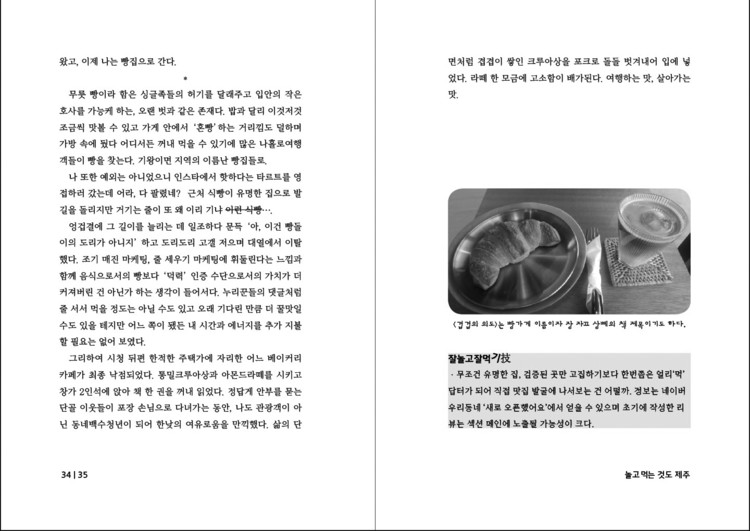 왔고, 이제 나는 빵집으로 간다.
*
무릇 빵이라 함은 싱글족들의 허기를 달래주고 입안의 작은
호사를 가능케 하는, 오랜 벗과 같은 존재다. 밥과 달리 이것저것
조금씩 맛볼 수 있고 가게 안에서 ‘혼빵’하는 거리낌도 덜하며
가방 속에 뒀다 어디서든 꺼내 먹을 수 있기에 많은 나홀로여행
객들이 빵을 찾는다. 기왕이면 지역의 이름난 빵집들로.
나 또한 예외는 아니었으니 인스타에서 핫하다는 타르트를 영
접하러 갔는데 어라, 다 팔렸네? 근처 식빵이 유명한 집으로 발
길을 돌리지만 거기는 줄이 또 왜 이리 기냐 이런 식빵….
엉겁결에 그 길이를 늘리는 데 일조하다 문득 ‘아, 이건 빵들
이의 도리가 아니지’ 하고 도리도리 고갤 저으며 대열에서 이탈
했다. 조기 매진 마케팅, 줄 세우기 마케팅에 휘둘린다는 느낌과
함께 음식으로서의 빵보다 ‘덕력’ 인증 수단으로서의 가치가 더
커져버린 건 아닌가 하는 생각이 들어서다. 누리꾼들의 댓글처럼
줄 서서 먹을 정도는 아닐 수도 있고 오래 기다린 만큼 더 꿀맛일
수도 있을 테지만 어느 쪽이 됐든 내 시간과 에너지를 추가 지불
할 필요는 없어 보였다.
그리하여 시청 뒤편 한적한 주택가에 자리한 어느 베이커리
카페가 최종 낙점되었다. 통밀크루아상과 아몬드라떼를 시키고
창가 2인석에 앉아 책 한 권을 꺼내 읽었다. 정답게 안부를 묻는
단골 이웃들이 포장 손님으로 다녀가는 동안, 나도 관광객이 아
닌 동네백수청년이 되어 한낮의 여유로움을 만끽했다. 삶의 단
34 | 35
면처럼 겹겹이 쌓인 크루아상을 포크로 돌돌 벗겨내어 입에 넣
었다. 라떼 한 모금에 고소함이 배가된다. 여행하는 맛, 살아가는
맛.
〈겹겹의 의도〉는 빵가게 이름이자 장 자끄 상뻬의 책 제목이기도 하다.
잘놀고잘먹기技
· 무조건 유명한 집, 검증된 곳만 고집하기보다 한번쯤은 얼리‘먹’
답터가 되어 직접 맛집 발굴에 나서보는 건 어떨까. 정보는 네이버
우리동네 ‘새로 오픈했어요’에서 얻을 수 있으며 초기에 작성한 리
뷰는 섹션 메인에 노출될 가능성이 크다.
놀고 먹는 것도 제주